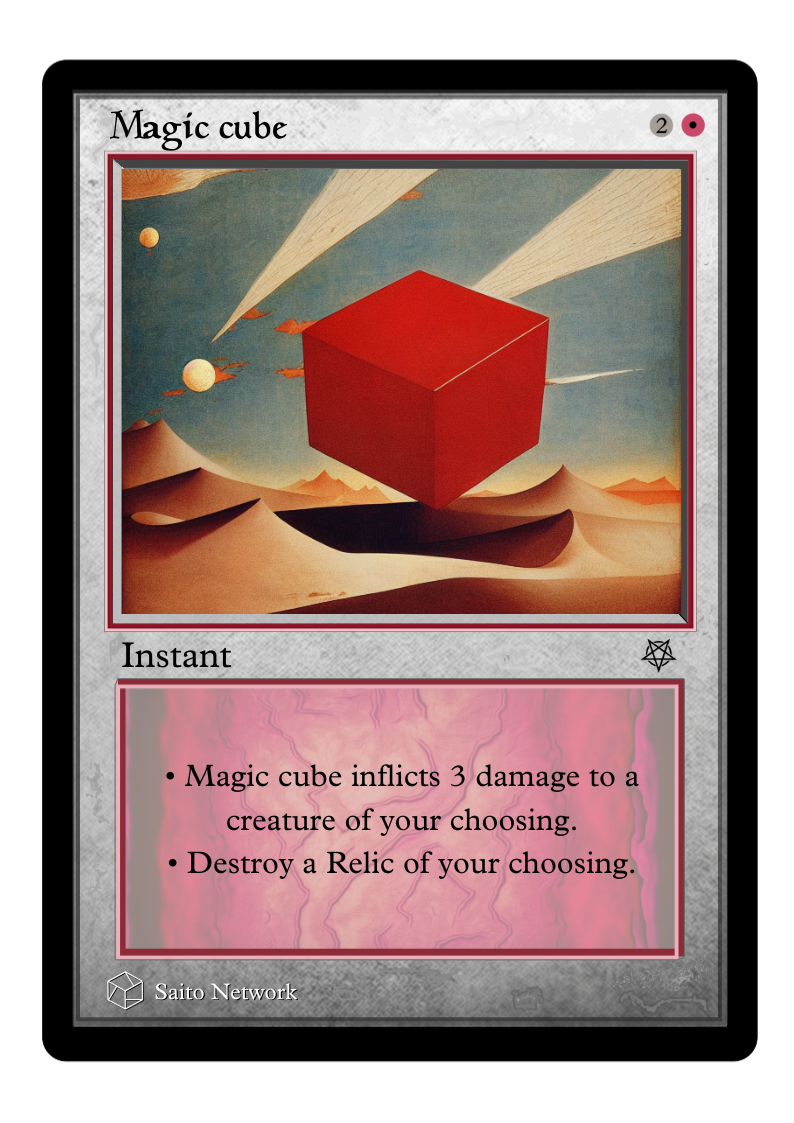 Magic cube
2
Instant
• Magic cube inflicts 3 damage to a
creature of your choosing.
• Destroy a Relic of your choosing.
Saito Network